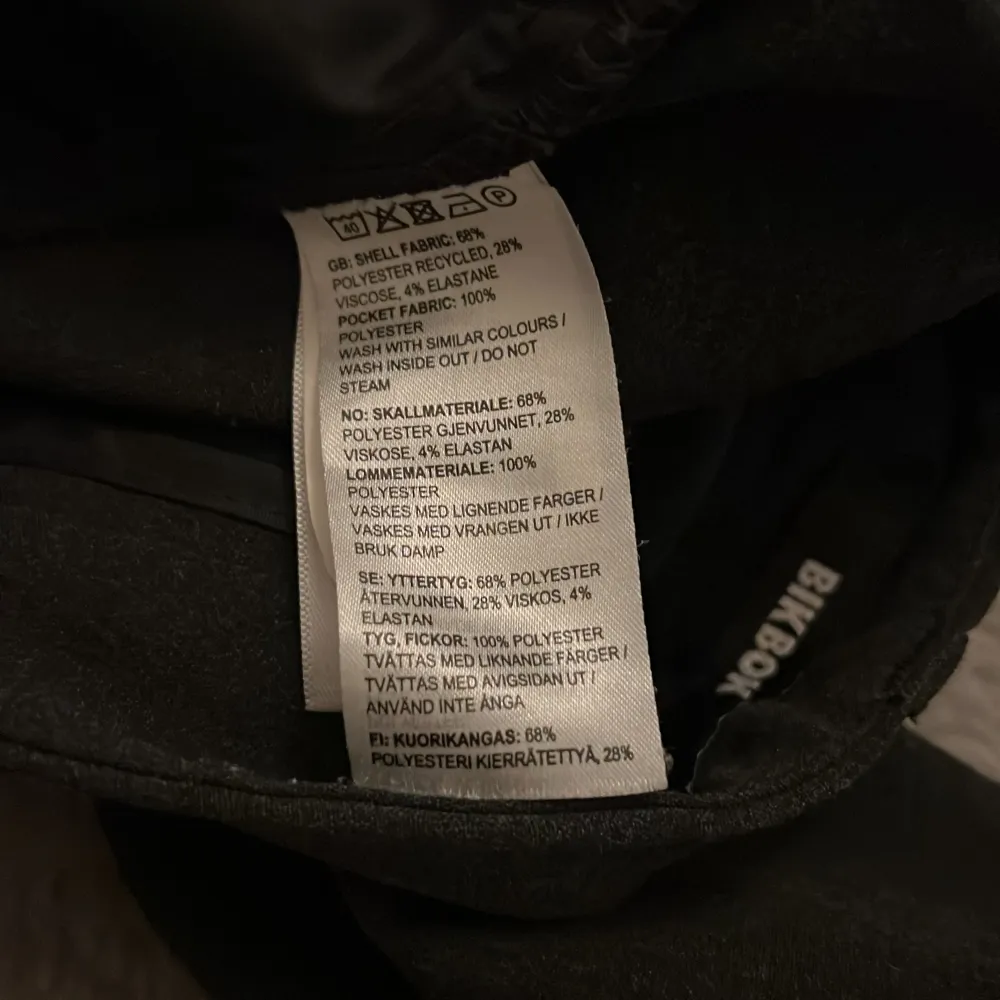 40 P
GB: SHELL FABRIC: 68%
POLYESTER RECYCLED, 28%
VISCOSE, 4% ELASTANE
POCKET FABRIC: 100%
POLYESTER
WASH WITH SIMILAR COLOURS /
WASH INSIDE OUT / DO NOT
STEAM
NO: SKALLMATERIALE: 68%
POLYESTER GJENVUNNET, 28%
VISKOSE, 4% ELASTAN
LOMMEMATERIALE: 100%
POLYESTER
VASKES MED LIGNENDE FARGER /
VASKES MED VRANGEN UT / IKKE
BRUK DAMP
SE: YTTERTYG: 68% POLYESTER
ÅTERVUNNEN, 28% VISKOS, 4%
ELASTAN
TYG, FICKOR: 100% POLYESTER
TVÄTTAS MED LIKNANDE FÄRGER /
TVÄTTAS MED AVIGSIDAN UT /
ANVÄND INTE ÅNGA
FI: KUORIKANGAS: 68%
POLYESTERI KIERRÄTETTYÄ, 28%
BIKBOK